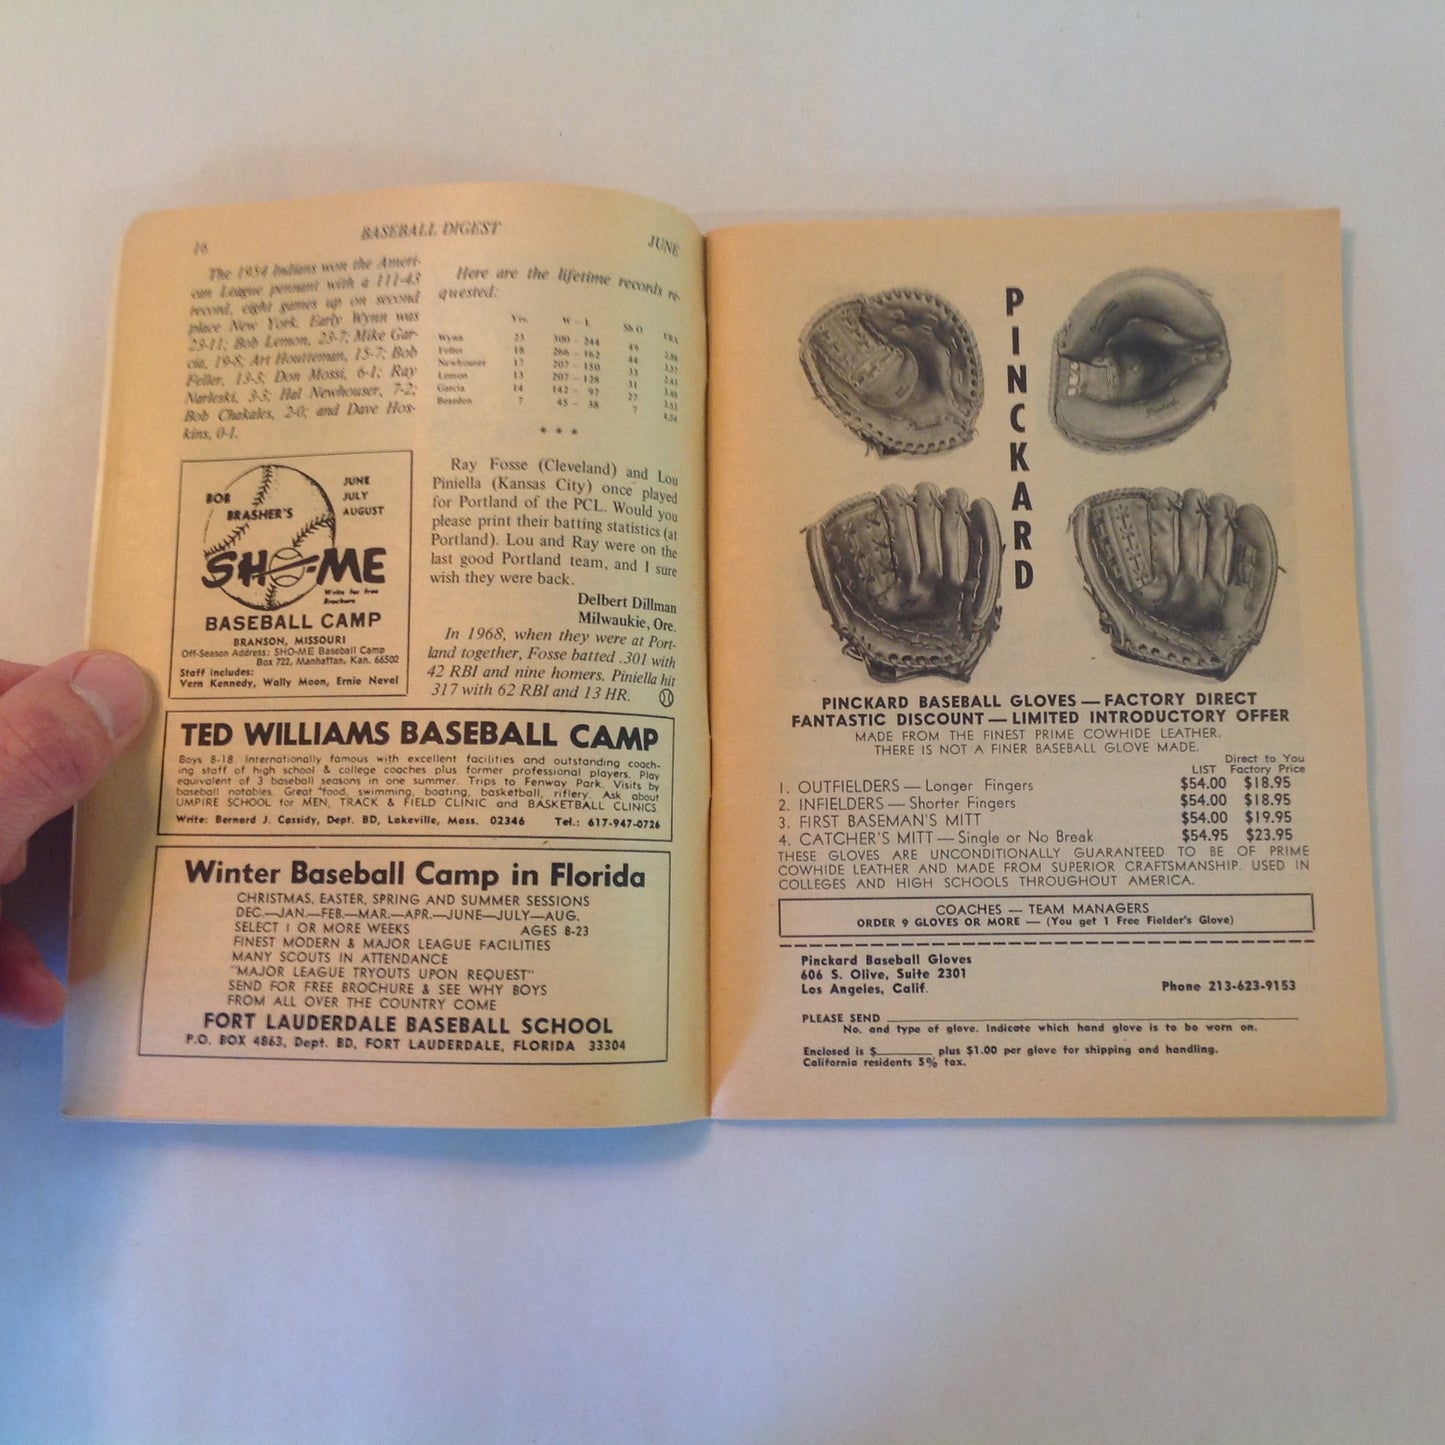 16
BASEBALL DIGEST
JUNE
The 1954 Indians won the Ameri-
can League pennant with a 111-43
record, eight games up on second
place New York. Early Wynn was
23-11; Bob Lemon, 23-7; Mike Gar-
cia, 19-8; Art Houtteman, 15-7; Bob
Feller, 13-3; Don Mossi, 6-1; Ray
Narleski, 3-3; Hal Newhouser, 7-2;
Bob Chakales, 2-0; and Dave Hos-
kins, 0-1.
BOB
BRASHER'S
JUNE
JULY
AUGUST
SHO-ME
Write for free
Brochure
BASEBALL CAMP
BRANSON, MISSOURI
Off-Season Address: SHO-ME Baseball Camp
Box 722, Manhattan, Kan. 66502
Staff includes:
Vern Kennedy, Wally Moon, Ernie Nevel
Here are the lifetime records re-
quested:
Yrs. W - L Sh O ERA
Wynn 23 300 - 244 49
Feller 18 266 - 162 44
Newhouser 17 207 - 150 33
Lemon 13 207 - 128 31
Garcia 14 142 - 97 27
Bearden 7 45 - 38 7
* * *
Ray Fosse (Cleveland) and Lou
Piniella (Kansas City) once played
for Portland of the PCL. Would you
please print their batting statistics (at
Portland). Lou and Ray were on the
last good Portland team, and I sure
wish they were back.
Delbert Dillman
Milwaukie, Ore.
In 1968, when they were at Port-
land together, Fosse batted .301 with
42 RBI and nine homers. Piniella hit
317 with 62 RBI and 13 HR.
TED WILLIAMS BASEBALL CAMP
Boys 8-18. Internationally famous with excellent facilities and outstanding coach-
ing staff of high school & college coaches plus former professional players. Play
equivalent of 3 baseball seasons in one summer. Trips to Fenway Park. Visits by
baseball notables. Great food, swimming, boating, basketball, riflery. Ask about
UMPIRE SCHOOL for MEN, TRACK & FIELD CLINIC and BASKETBALL CLINICS.
Write: Bernard J. Cassidy, Dept. BD, Lakeville, Mass. 02346 Tel.: 617-947-0726
Winter Baseball Camp in Florida
CHRISTMAS, EASTER, SPRING AND SUMMER SESSIONS
DEC.—JAN.—FEB.—MAR.—APR.—JUNE—JULY—AUG.
SELECT 1 OR MORE WEEKS AGES 8-23
FINEST MODERN & MAJOR LEAGUE FACILITIES
MANY SCOUTS IN ATTENDANCE
"MAJOR LEAGUE TRYOUTS UPON REQUEST"
SEND FOR FREE BROCHURE & SEE WHY BOYS
FROM ALL OVER THE COUNTRY COME
FORT LAUDERDALE BASEBALL SCHOOL
P.O. BOX 4863, Dept. BD, FORT LAUDERDALE, FLORIDA 33304
PINCKARD
PINCKARD BASEBALL GLOVES — FACTORY DIRECT
FANTASTIC DISCOUNT — LIMITED INTRODUCTORY OFFER
MADE FROM THE FINEST PRIME COWHIDE LEATHER.
THERE IS NOT A FINER BASEBALL GLOVE MADE.
Direct to You
LIST Factory Price
1. OUTFIELDERS — Longer Fingers $54.00 $18.95
2. INFIELDERS — Shorter Fingers $54.00 $18.95
3. FIRST BASEMAN'S MITT $54.00 $19.95
4. CATCHER'S MITT — Single or No Break $54.95 $23.95
THESE GLOVES ARE UNCONDITIONALLY GUARANTEED TO BE OF PRIME
COWHIDE LEATHER AND MADE FROM SUPERIOR CRAFTSMANSHIP. USED IN
COLLEGES AND HIGH SCHOOLS THROUGHOUT AMERICA.
COACHES — TEAM MANAGERS
ORDER 9 GLOVES OR MORE — (You get 1 Free Fielder's Glove)
Pinckard Baseball Gloves
606 S. Olive, Suite 2301
Los Angeles, Calif. Phone 213-623-9153
PLEASE SEND
No. and type of glove. Indicate which hand glove is to be worn on.
Enclosed is $______ plus $1.00 per glove for shipping and handling.
California residents 5% tax.